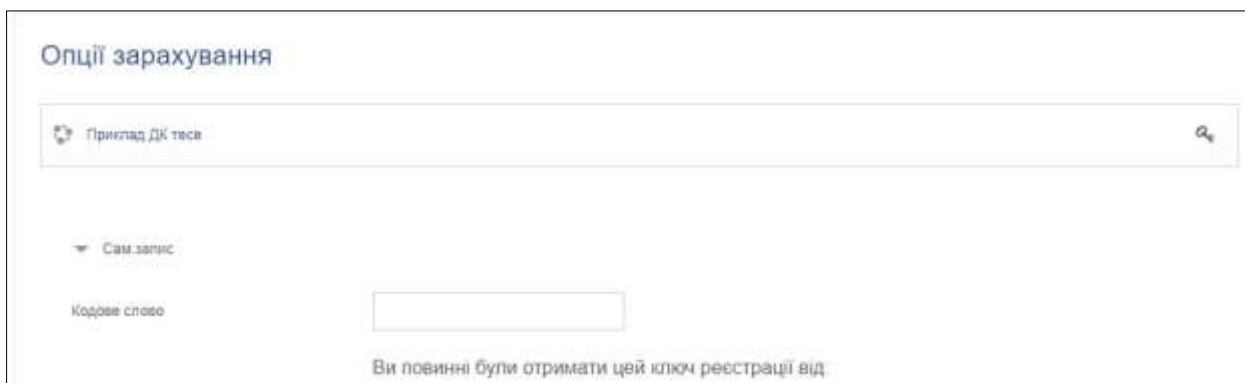 Опції зарахування
Приклад ДК тесв
Сам.запис
Кодове слово
Ви повинні були отримати цей ключ реєстрації від: